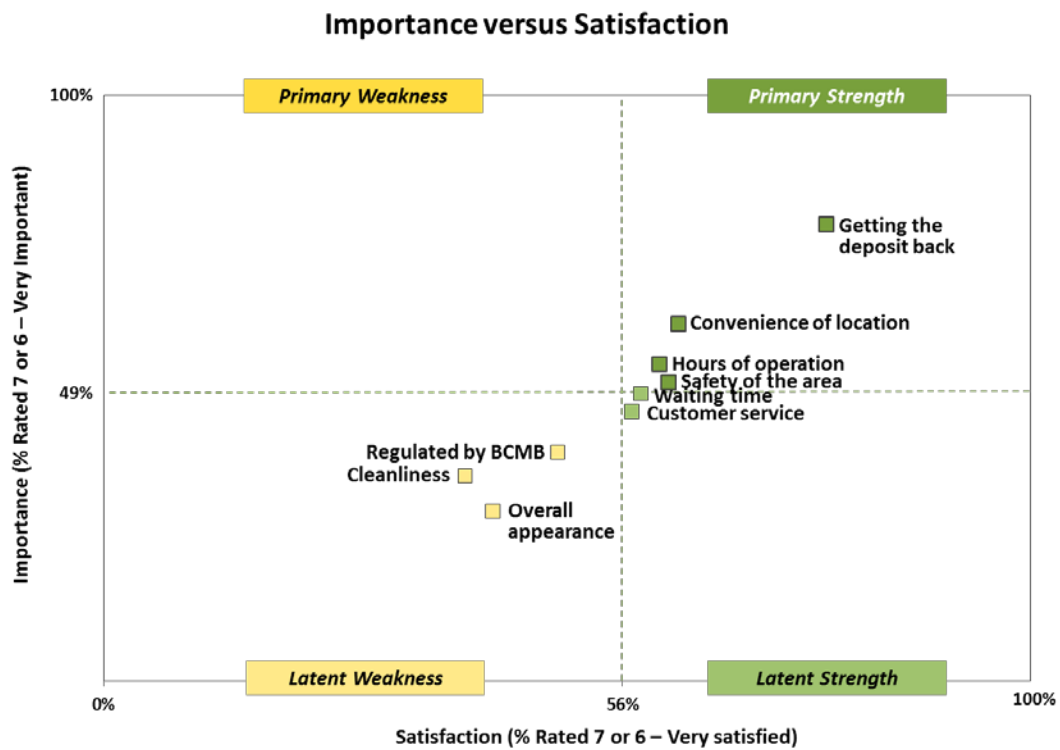 Importance versus Satisfaction
100%
Primary Weakness
Primary Strength
Importance (% Rated 7 or 6 – Very Important)
Getting the
deposit back
Convenience of location
Hours of operation
Safety of the area
49%
Waiting time
Customer service
Regulated by BCMB
Cleanliness
Overall
appearance
Latent Weakness
Latent Strength
0%
56%
100%
Satisfaction (% Rated 7 or 6 – Very satisfied)